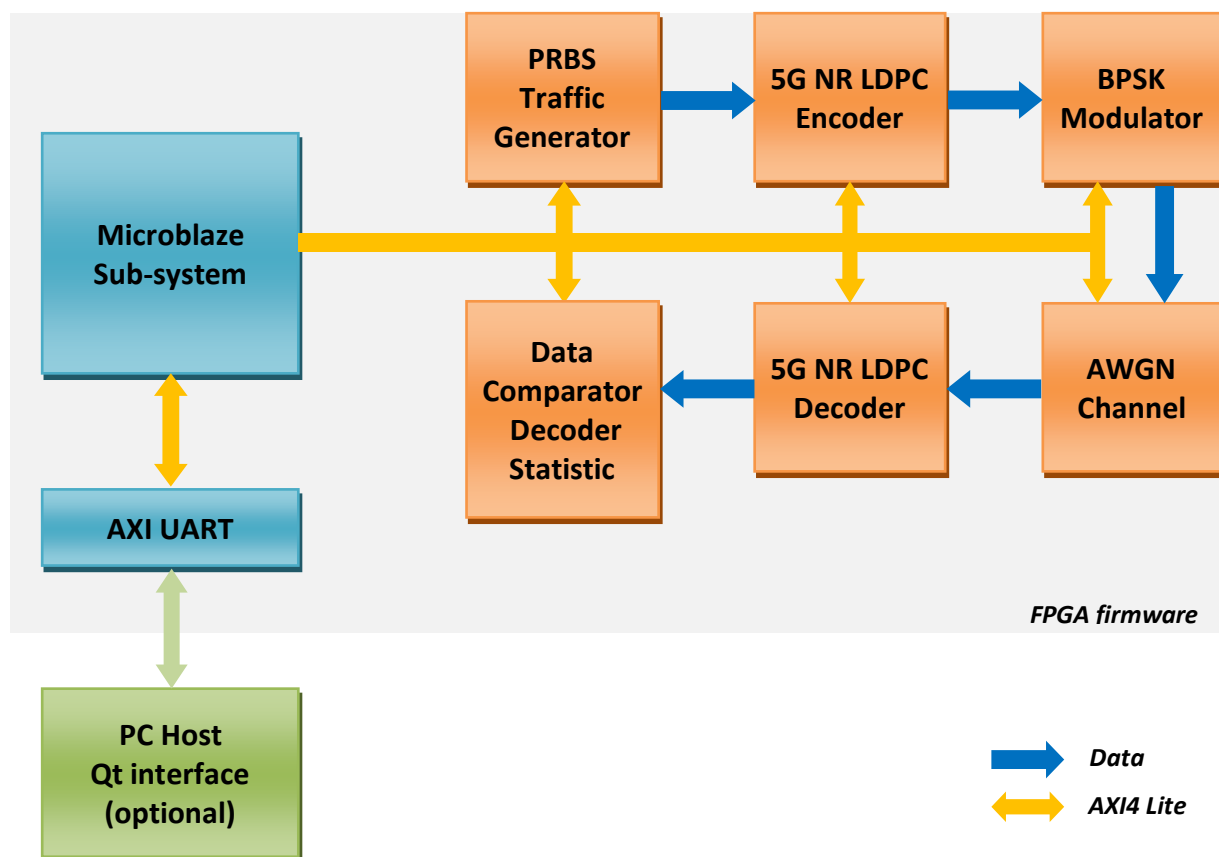 PRBS
Traffic
Generator
5G NR LDPC
Encoder
BPSK
Modulator
Microblaze
Sub-system
Data
Comparator
Decoder
Statistic
5G NR LDPC
Decoder
AWGN
Channel
AXI UART
FPGA firmware
PC Host
Qt interface
(optional)
Data
AXI4 Lite